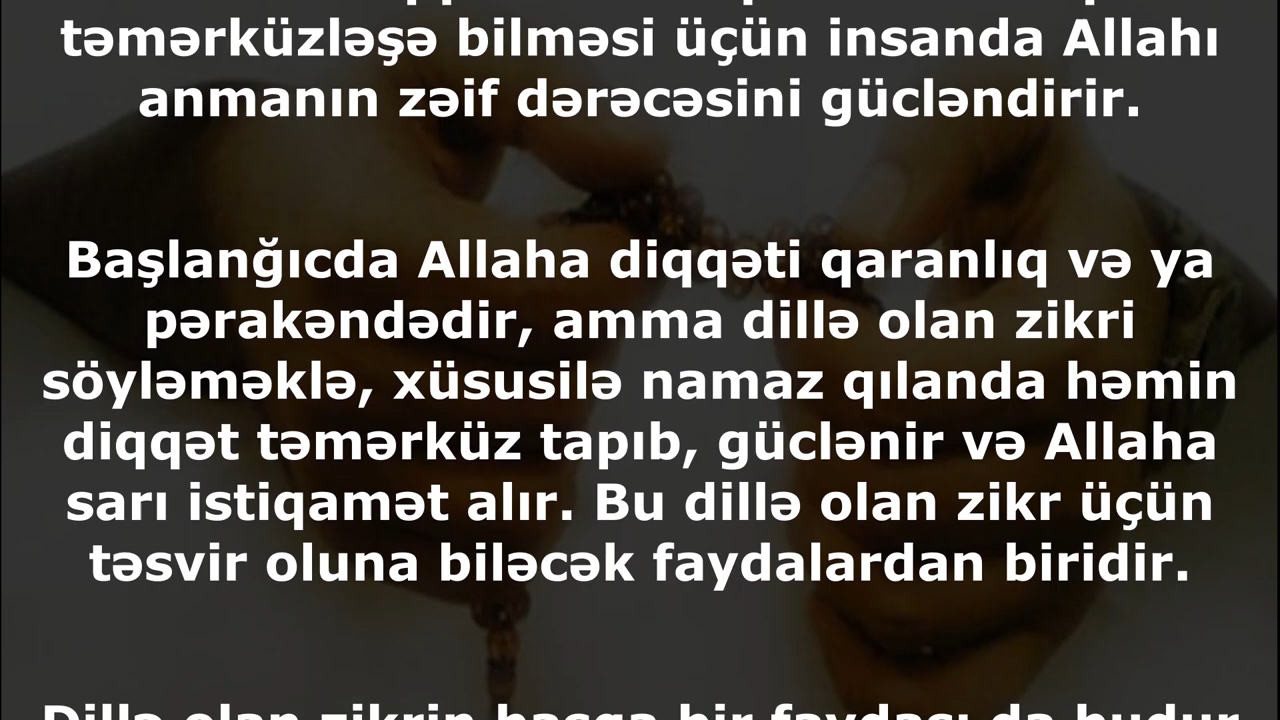 təmərküzləşə bilməsi üçün insanda Allahı
anmanın zəif dərəcəsini gücləndirir.
Başlanğıcda Allaha diqqəti qaranlıq və ya
pərakəndədir, amma dillə olan zikri
söyləməklə, xüsusilə namaz qılanda həmin
diqqət təmərküz tapıb, güclənir və Allaha
sarı istiqamət alır. Bu dillə olan zikr üçün
təsvir oluna biləcək faydalardan biridir.
Dillə olan zikrin başqa bir faydası da budur